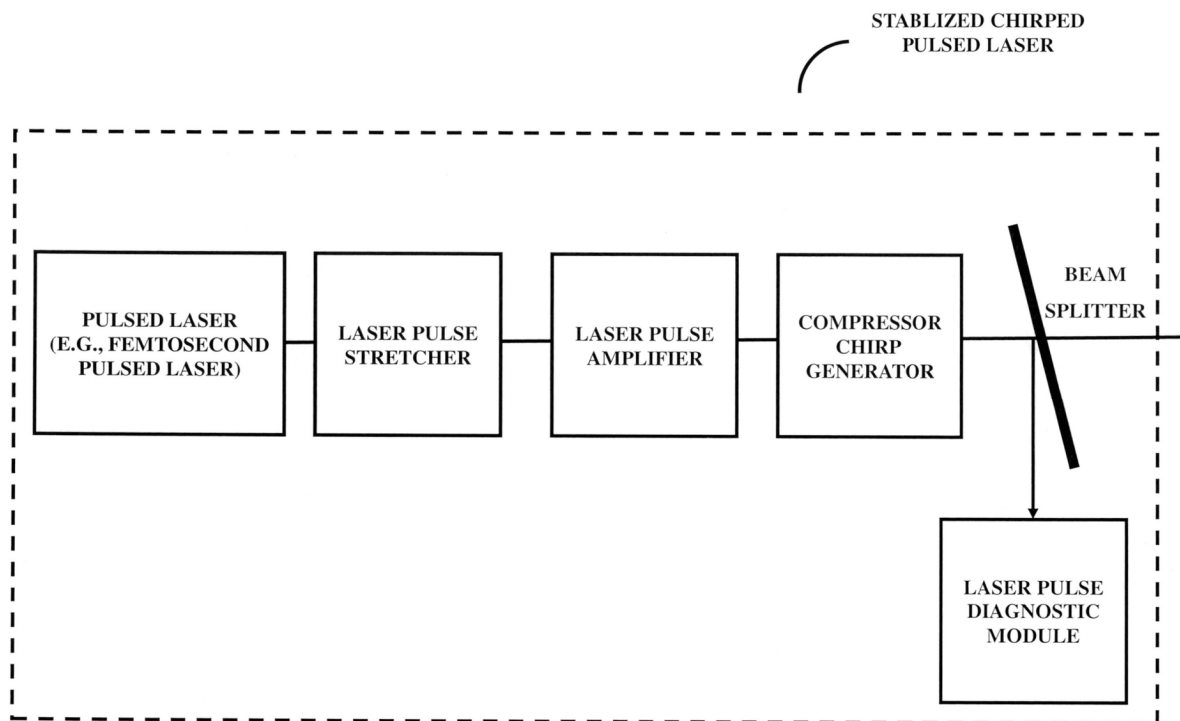 STABLIZED CHIRPED
PULSED LASER
PULSED LASER
(E.G., FEMTOSECOND
PULSED LASER)
LASER PULSE
STRETCHER
LASER PULSE
AMPLIFIER
COMPRESSOR
CHIRP
GENERATOR
BEAM
SPLITTER
LASER PULSE
DIAGNOSTIC
MODULE